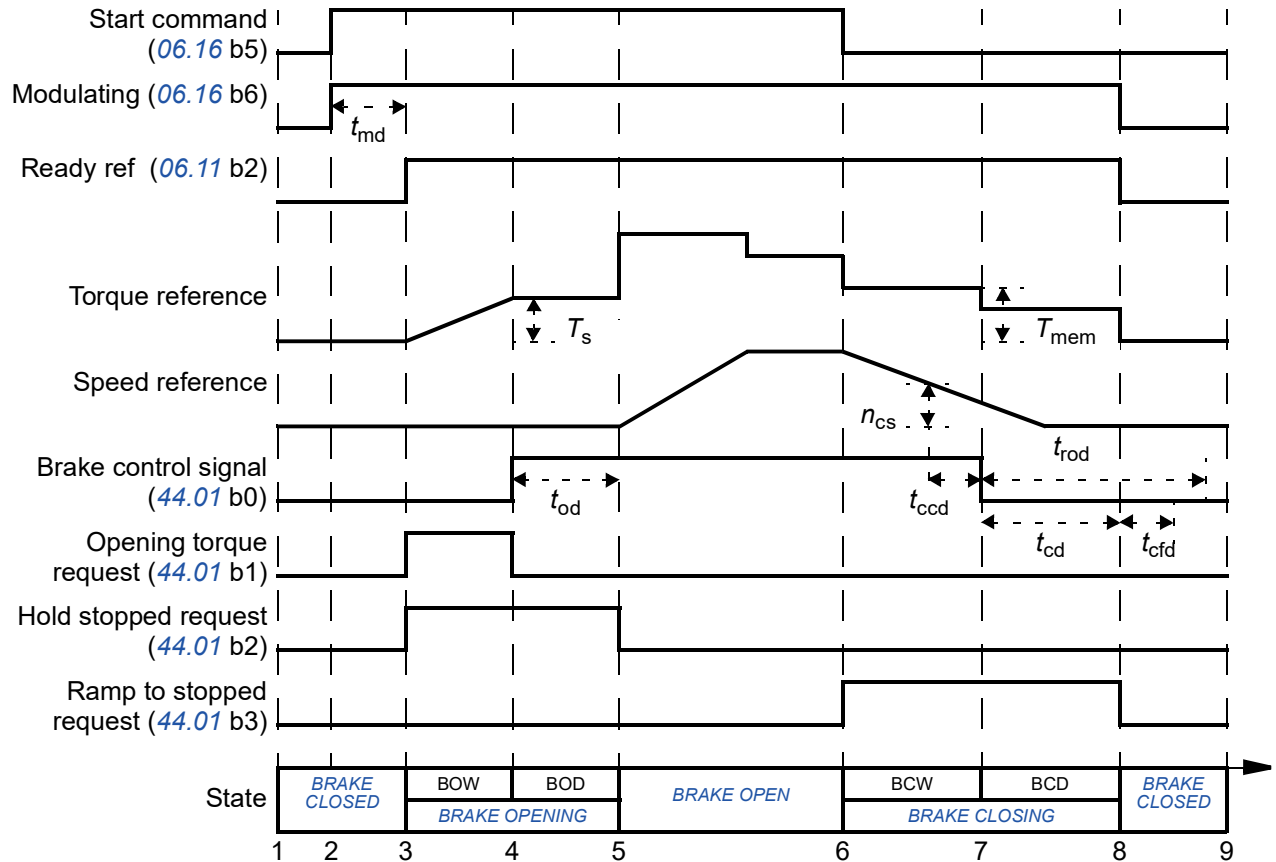 Start command
(06.16 b5)
Modulating (06.16 b6)
tmd
Ready ref (06.11 b2)
Torque reference
Ts
Tmem
Speed reference
ncs
trod
Brake control signal
(44.01 b0)
tod
tccd
tcd
tcfd
Opening torque
request (44.01 b1)
Hold stopped request
(44.01 b2)
Ramp to stopped
request (44.01 b3)
State
BRAKE
CLOSED
BOW
BOD
BRAKE OPENING
BRAKE OPEN
BCW
BCD
BRAKE CLOSING
BRAKE
CLOSED
1 2 3 4 5 6 7 8 9